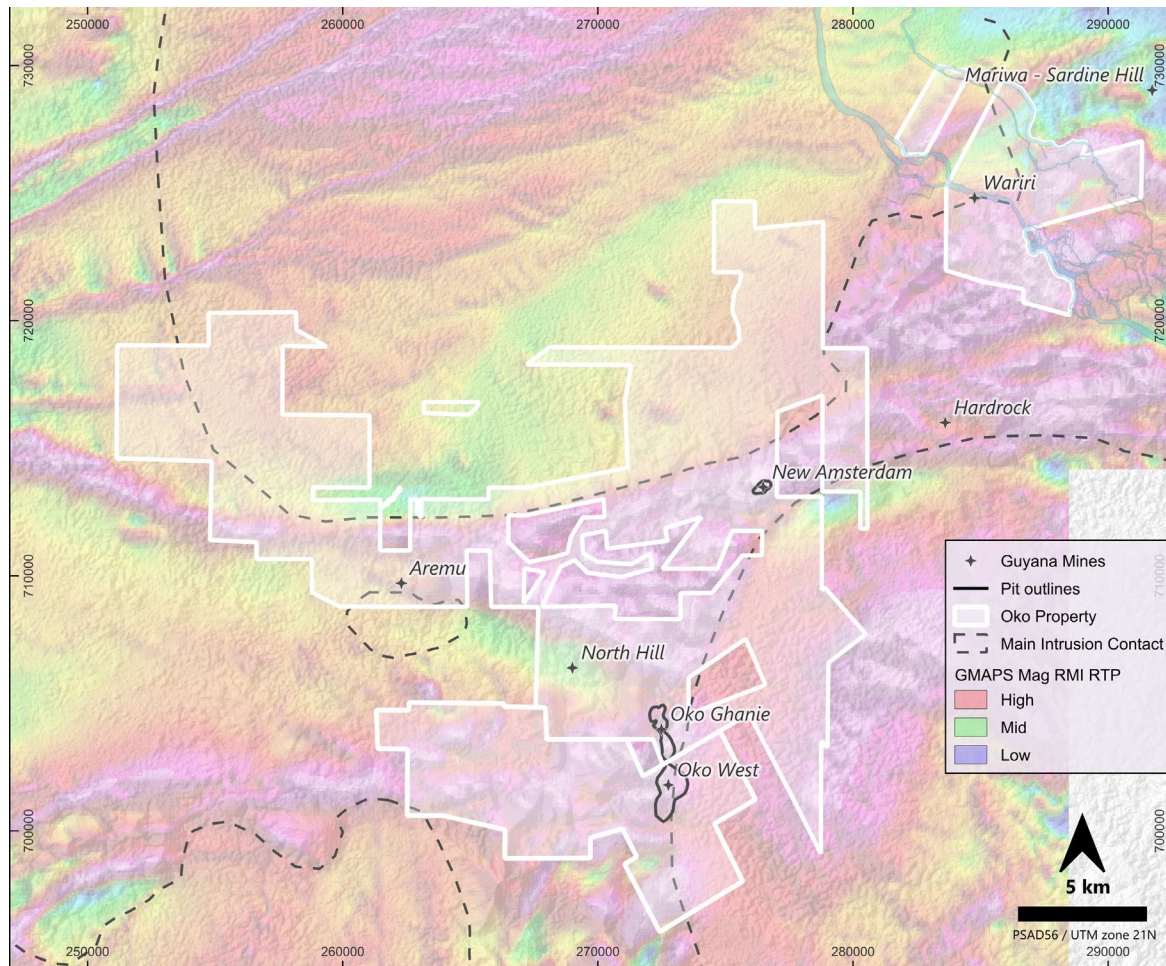 250000
260000
270000
280000
290000
730000
730000
Mariwa - Sardine Hill
Wariri
720000
720000
Hardrock
New Amsterdam
710000
710000
Aremu
North Hill
Oko Ghanie
Oko West
Guyana Mines
Pit outlines
Oko Property
Main Intrusion Contact
GMAPS Mag RMI RTP
High
Mid
Low
700000
700000
5 km
PSAD56 / UTM zone 21N
250000
260000
270000
280000
290000